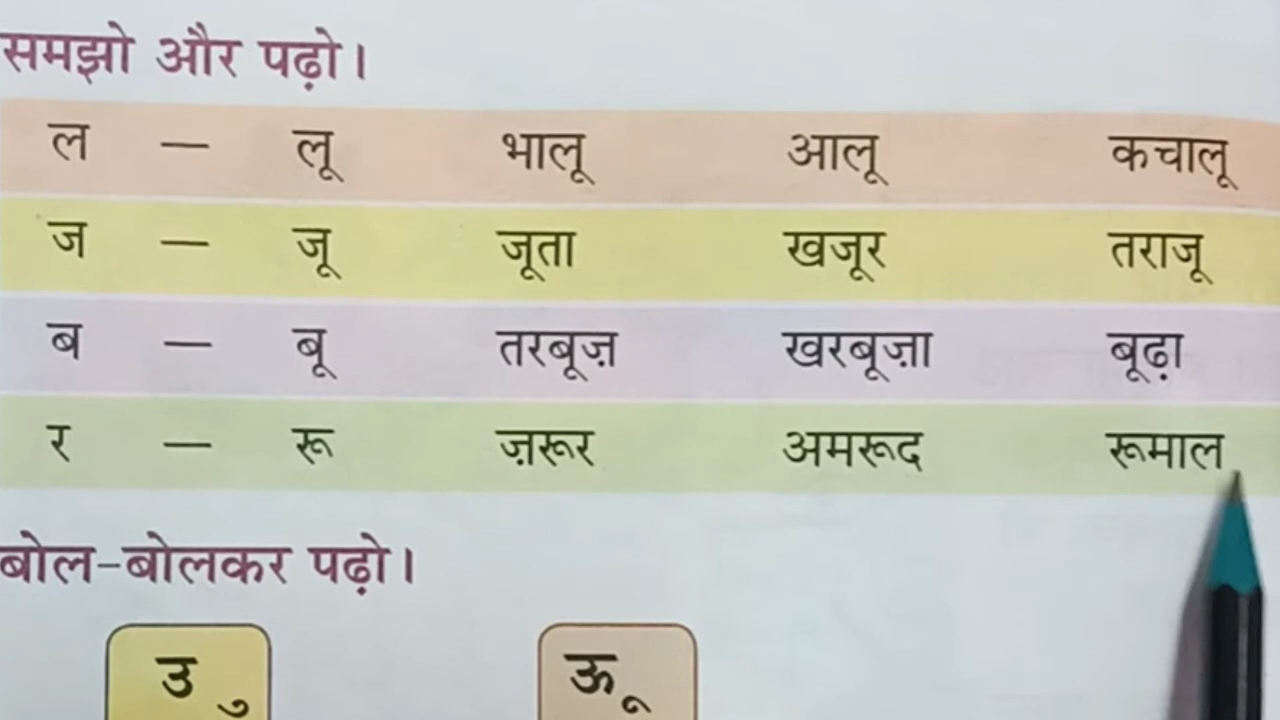 समझो और पढ़ो।
ल — लू भालू आलू कचालू
ज — जू जूता खजूर तराजू
ब — बू तरबूज़ खरबूज़ा बूढ़ा
र — रू ज़रूर अमरूद रूमाल
बोल-बोलकर पढ़ो।
उ ु ऊ ू